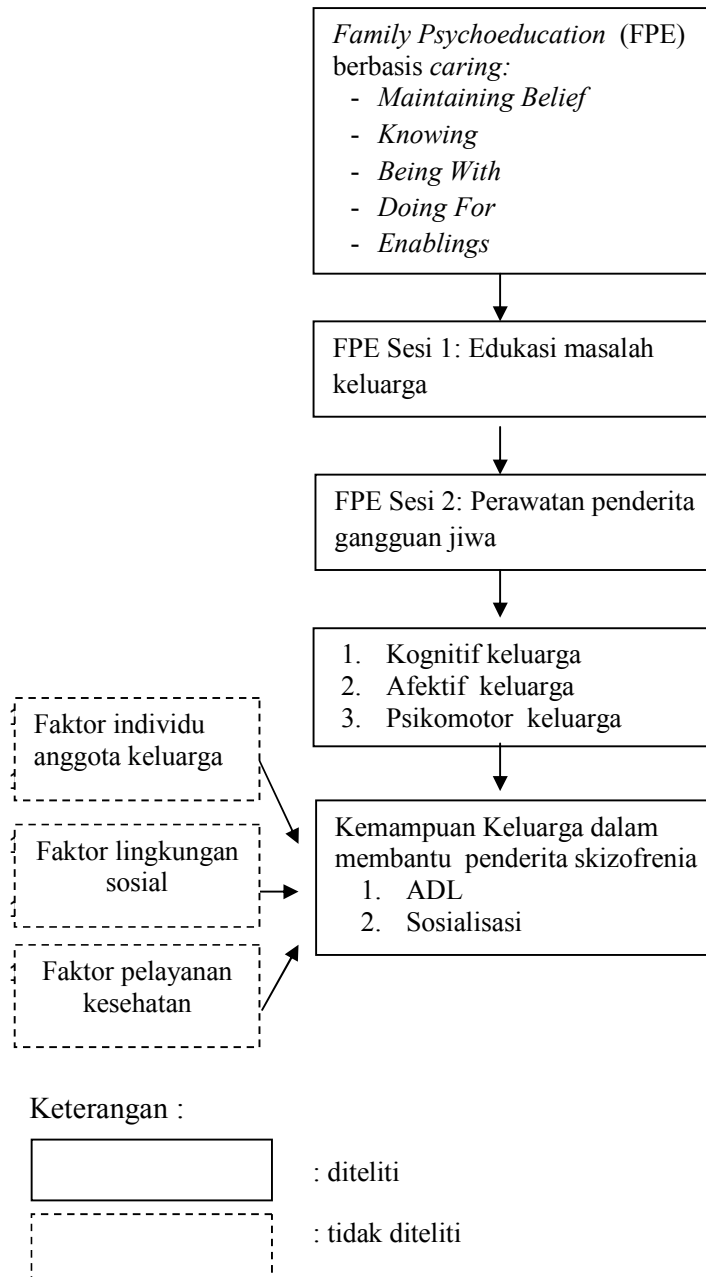 Family Psychoeducation (FPE)
berbasis caring:
- Maintaining Belief
- Knowing
- Being With
- Doing For
- Enablings
FPE Sesi 1: Edukasi masalah
keluarga
FPE Sesi 2: Perawatan penderita
gangguan jiwa
1. Kognitif keluarga
2. Afektif keluarga
3. Psikomotor keluarga
Faktor individu
anggota keluarga
Faktor lingkungan
sosial
Faktor pelayanan
kesehatan
Kemampuan Keluarga dalam
membantu penderita skizofrenia
1. ADL
2. Sosialisasi
Keterangan :
: diteliti
: tidak diteliti